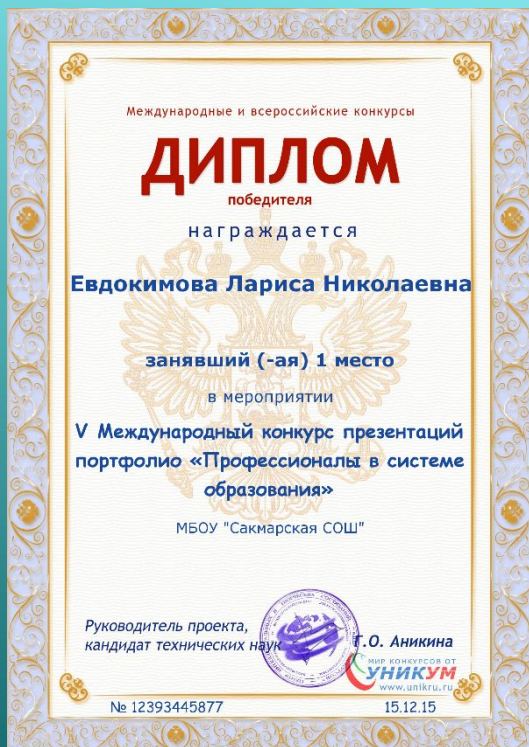 Международные и всероссийские конкурсы
ДИПЛОМ
победителя
награждается
Евдокимова Лариса Николаевна
занявший (-ая) 1 место
в мероприятии
V Международный конкурс презентаций
портфолио «Профессионалы в системе
образования»
МБОУ "Сакмарская СОШ"
Руководитель проекта,
кандидат технических наук
Г.О. Аникина
МИР КОНКУРСОВ ОТ
УНИКУМ
www.unikru.ru
№ 12393445877
15.12.15